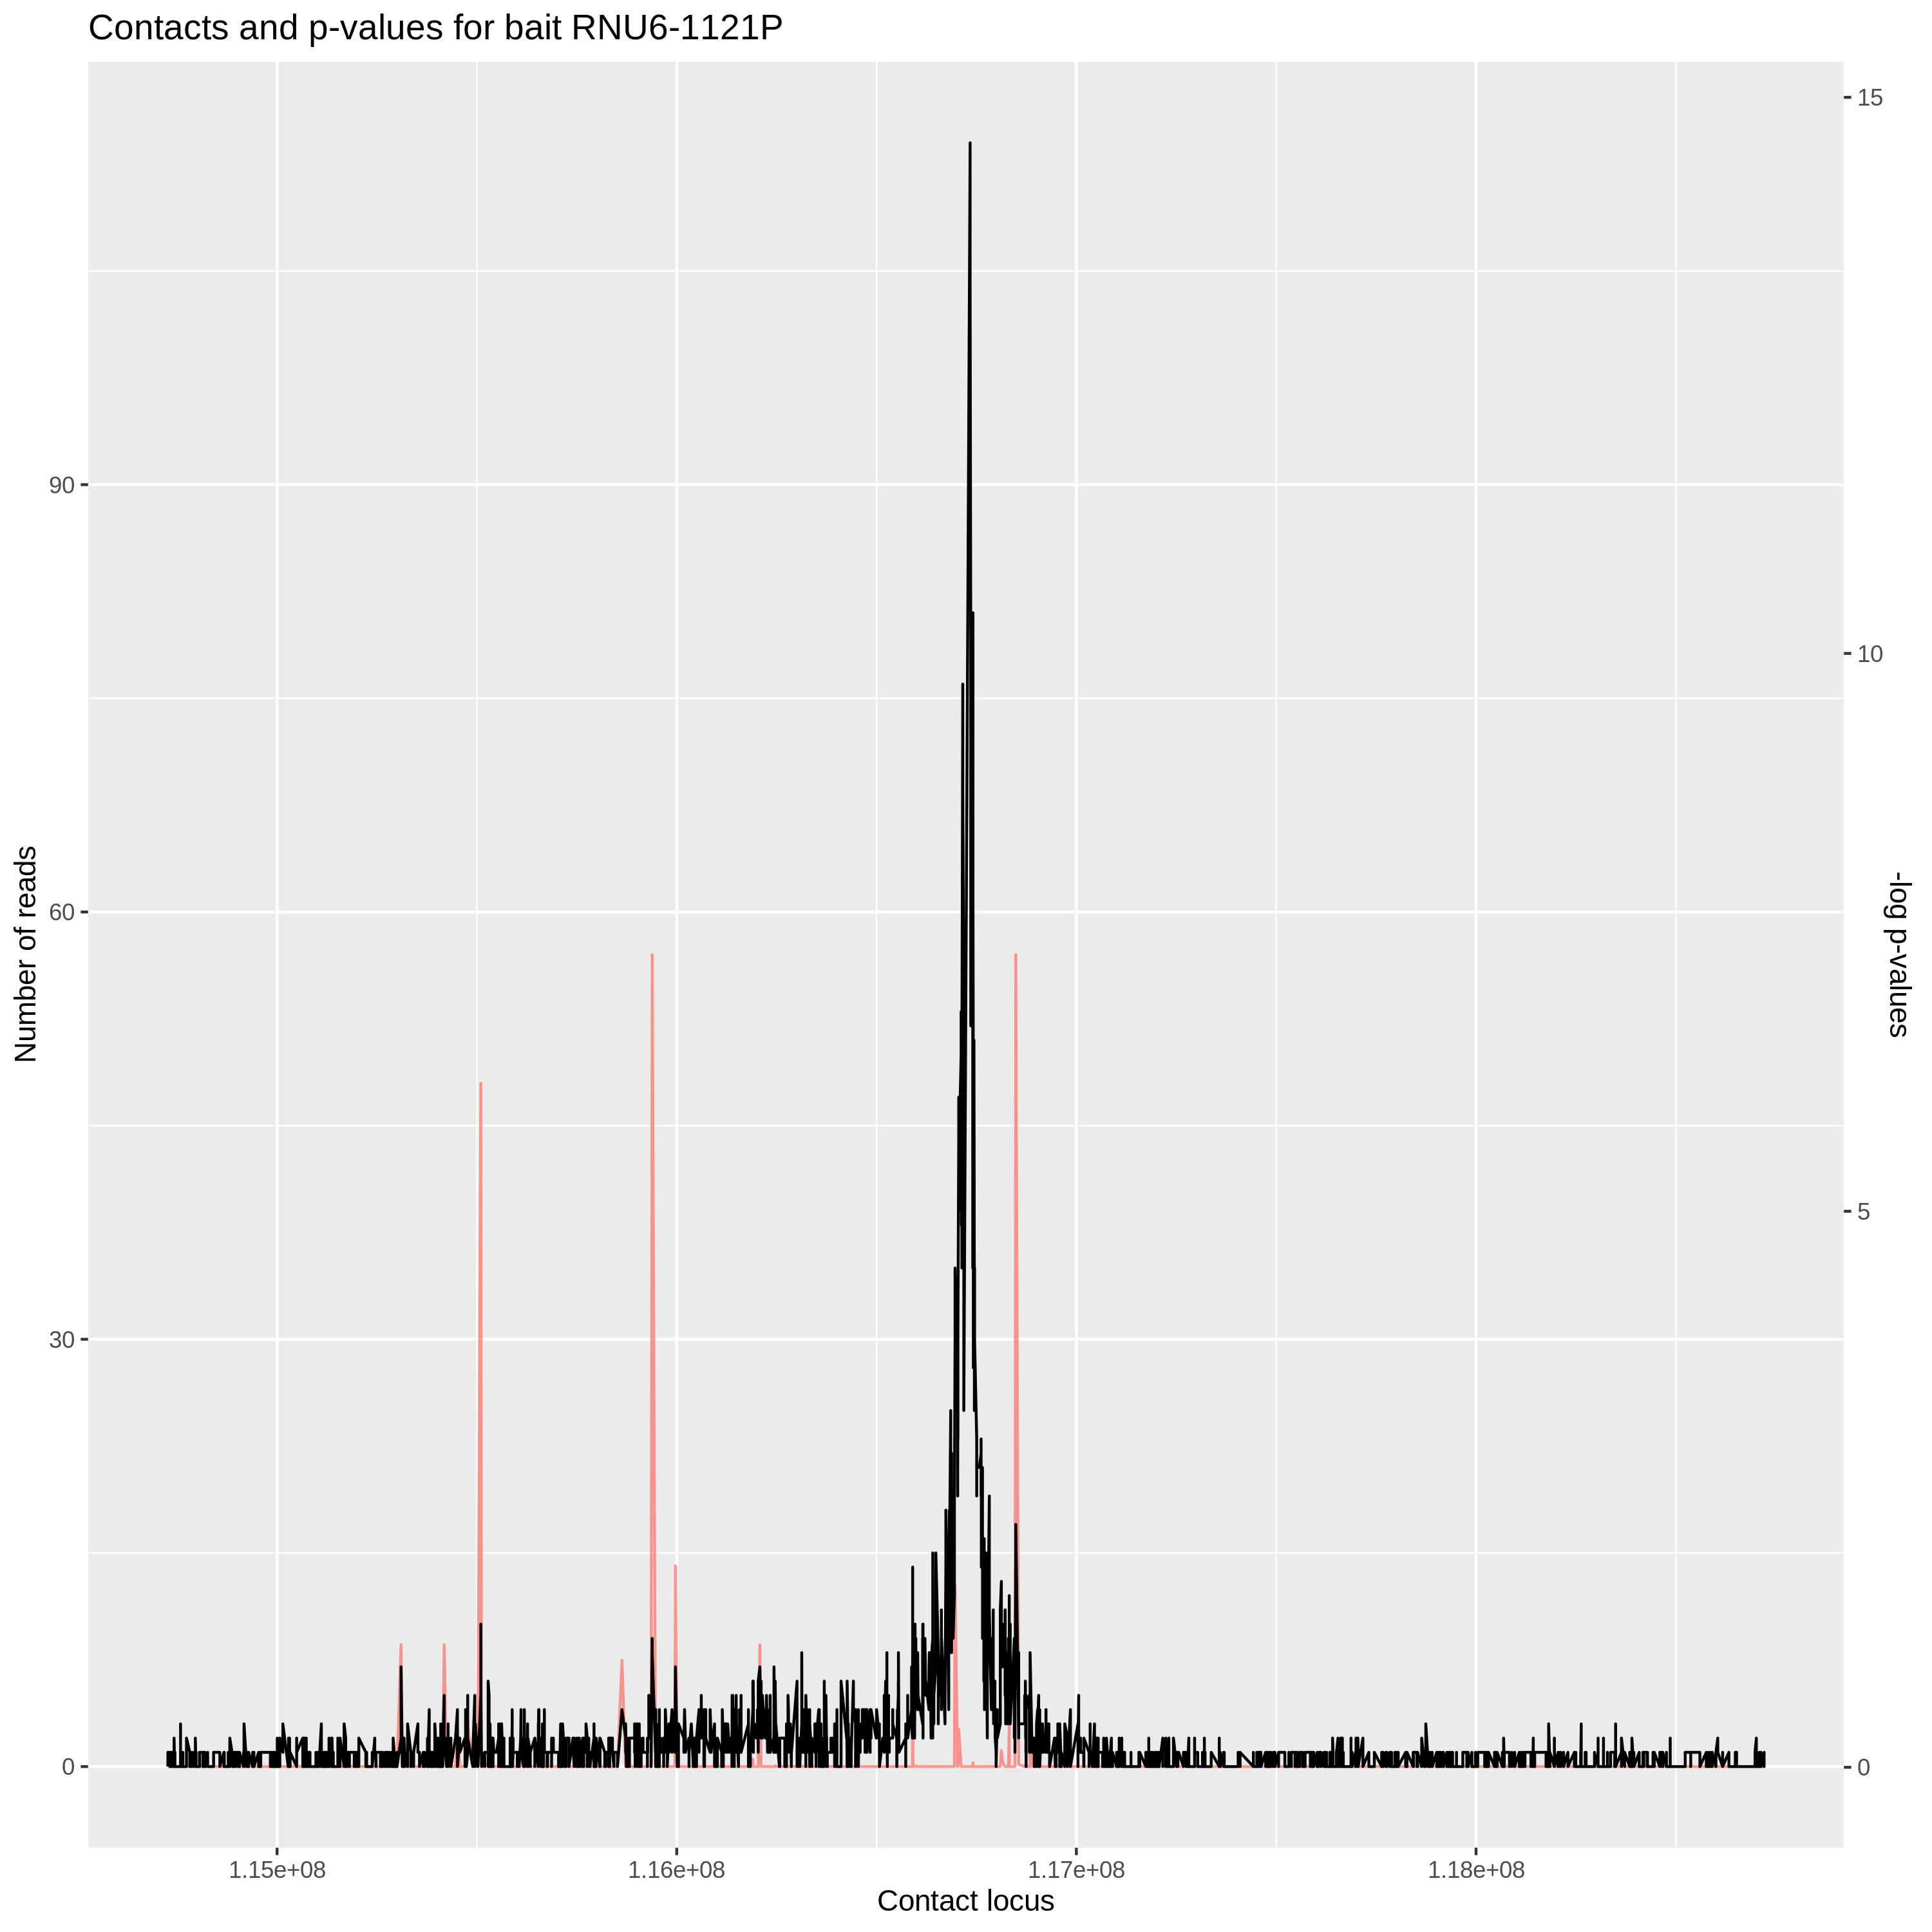 Contacts and p-values for bait RNU6-1121P
Number of reads
90
60
30
0
15
10
5
0
-log p-values
1.15e+08
1.16e+08
1.17e+08
1.18e+08
Contact locus